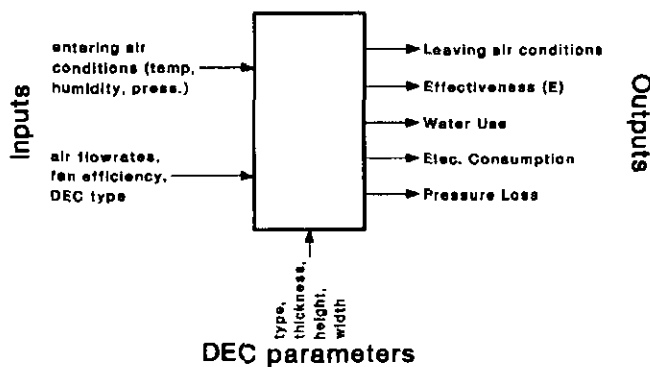 Inputs
entering air
conditions (temp,
humidity, press.)
air flowrates,
fan efficiency,
DEC type
Leaving air conditions
Effectiveness (E)
Water Use
Elec. Consumption
Pressure Loss
Outputs
type,
thickness,
height,
width
DEC parameters